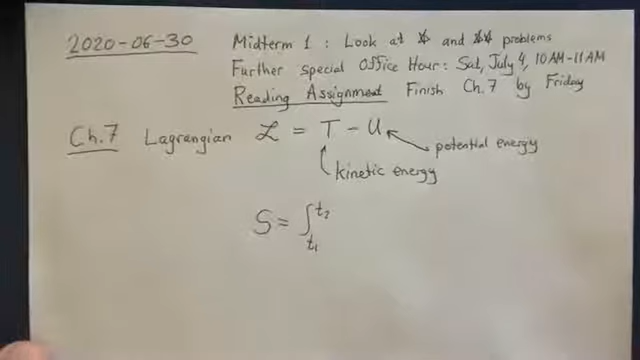 2020-06-30 Midterm 1: Look at ☆ and ☆☆ problems
Further special Office Hour: Sat, July 4, 10AM-11AM
Reading Assignment Finish Ch.7 by Friday
Ch.7 Lagrangian ℒ = T - U
potential energy
kinetic energy
S = ∫_{t₁}^{t₂}